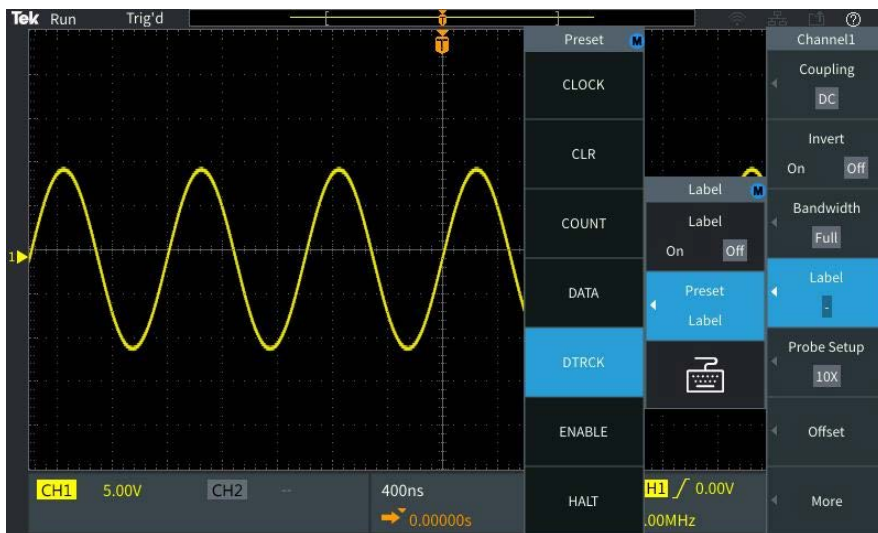 Tek Run Trig'd
T
T
Preset M
CLOCK
CLR
COUNT
DATA
DTRCK
ENABLE
HALT
Label M
Label
On Off
Preset
Label
Channel1
Coupling
DC
Invert
On Off
Bandwidth
Full
Label
-
Probe Setup
10X
Offset
More
1
CH1 5.00V CH2 --
400ns
0.00000s
H1 0.00V
.00MHz